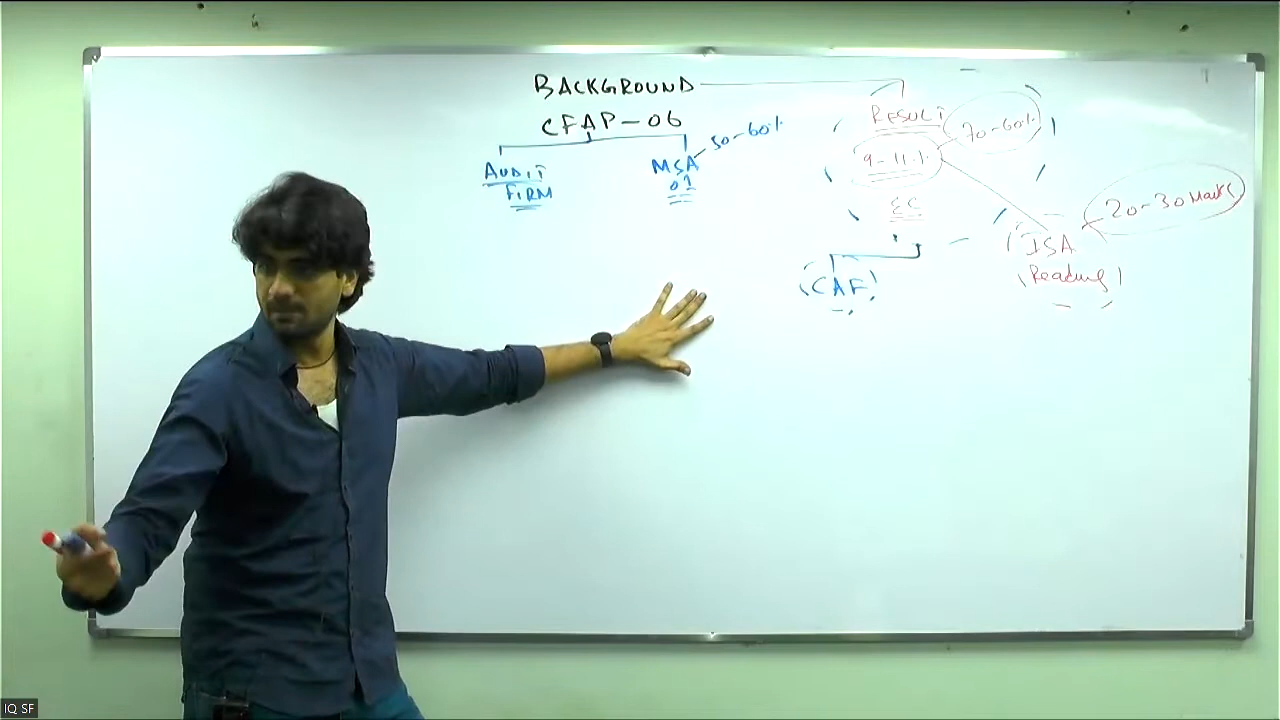 BACKGROUND
CFAP-06
AUDIT
FIRM
MSA
01
50-60%
RESULT
9-11%
70-60%
EC
CAF
ISA
(Reading)
20-30 Marks
IQ SF